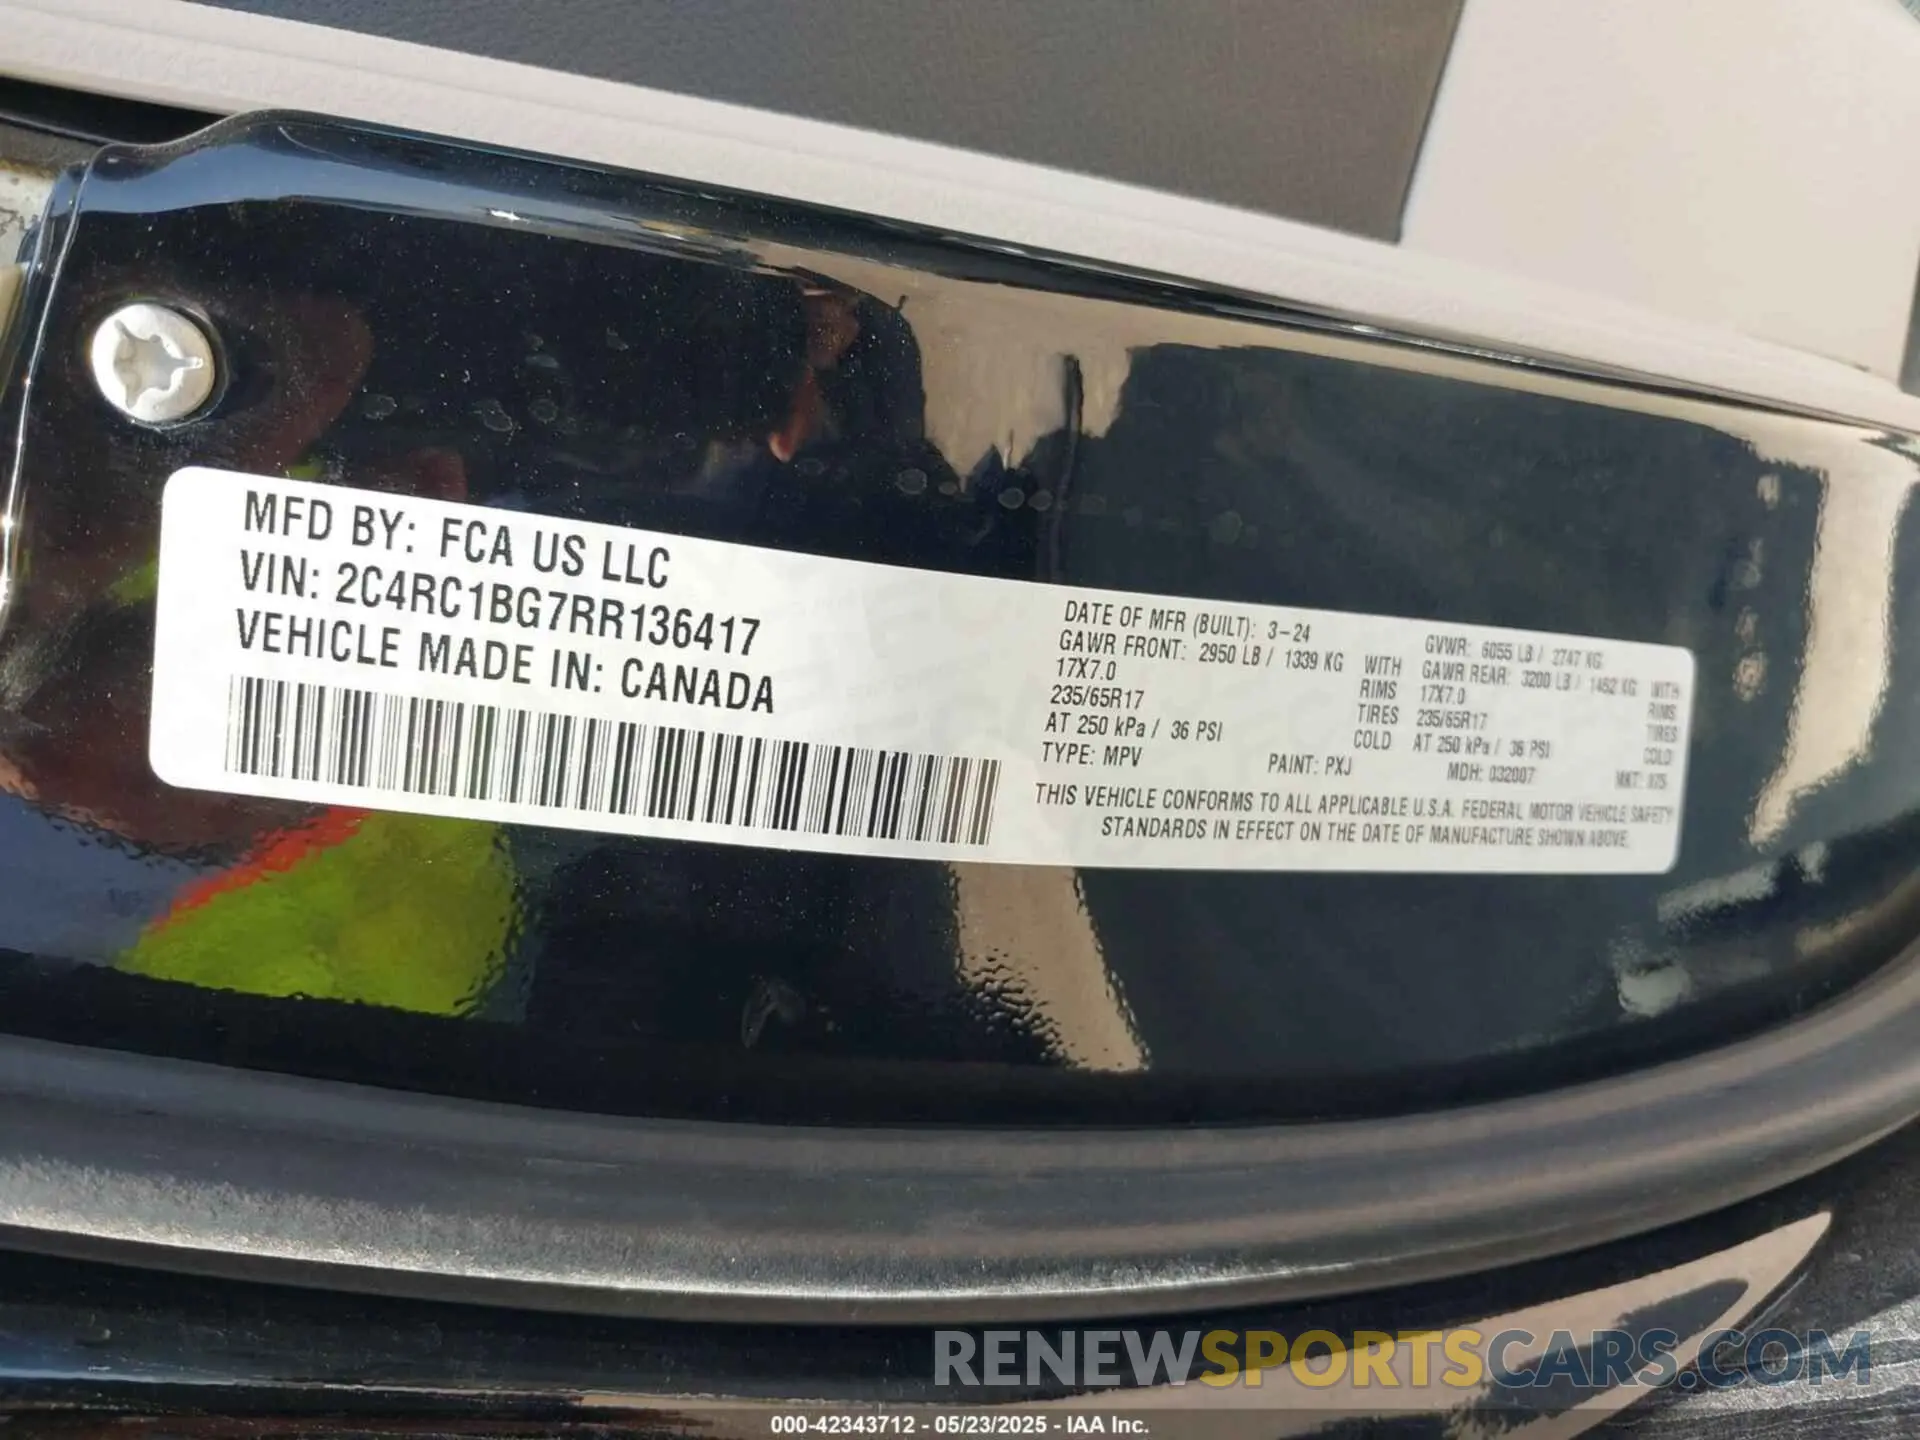 MFD BY: FCA US LLC
VIN: 2C4RC1BG7RR136417
VEHICLE MADE IN: CANADA
DATE OF MFR (BUILT): 3-24 GVWR: 6055 LB / 2747 KG
GAWR FRONT: 2950 LB / 1339 KG WITH GAWR REAR: 3200 LB / 1452 KG WITH
17X7.0 RIMS 17X7.0 RIMS
235/65R17 TIRES 235/65R17 TIRES
AT 250 kPa / 36 PSI COLD AT 250 kPa / 36 PSI COLD
TYPE: MPV PAINT: PXJ MDH: 032007 MKT:
THIS VEHICLE CONFORMS TO ALL APPLICABLE U.S.A. FEDERAL MOTOR VEHICLE SAFETY
STANDARDS IN EFFECT ON THE DATE OF MANUFACTURE SHOWN ABOVE.
RENEWSPORTSCARS.COM
000-42343712 - 05/23/2025 - IAA Inc.